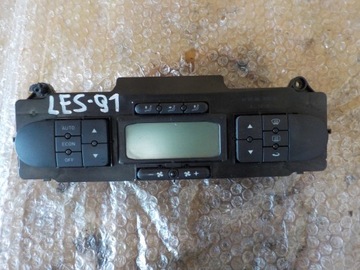 LES-91
AUTO
ECON
OFF
- +